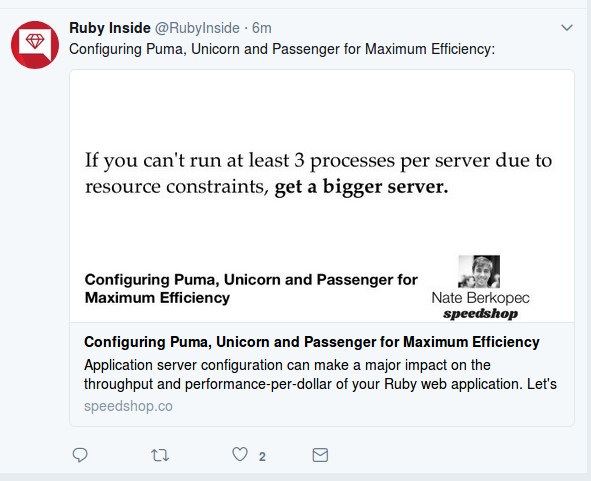 Ruby Inside @RubyInside · 6m
Configuring Puma, Unicorn and Passenger for Maximum Efficiency:
If you can't run at least 3 processes per server due to
resource constraints, get a bigger server.
Configuring Puma, Unicorn and Passenger for
Maximum Efficiency
Nate Berkopec
speedshop
Configuring Puma, Unicorn and Passenger for Maximum Efficiency
Application server configuration can make a major impact on the
throughput and performance-per-dollar of your Ruby web application. Let's
speedshop.co
2